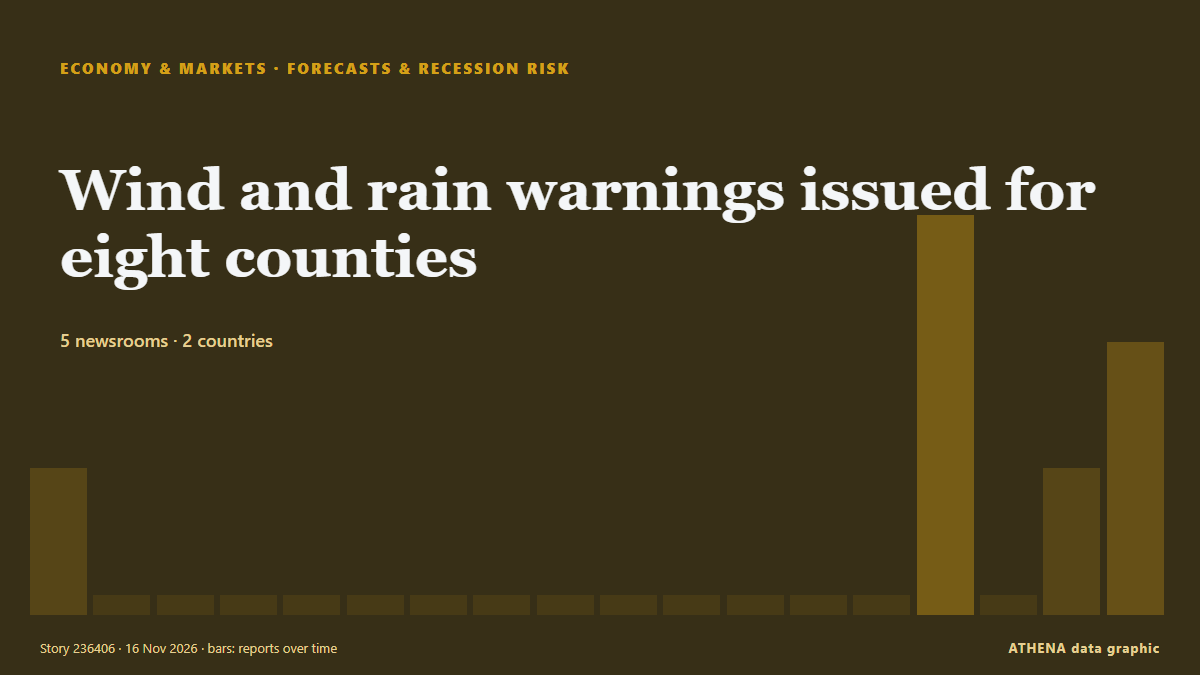 ECONOMY & MARKETS · FORECASTS & RECESSION RISK
Wind and rain warnings issued for
eight counties
5 newsrooms · 2 countries
Story 236406 · 16 Nov 2026 · bars: reports over time
ATHENA data graphic